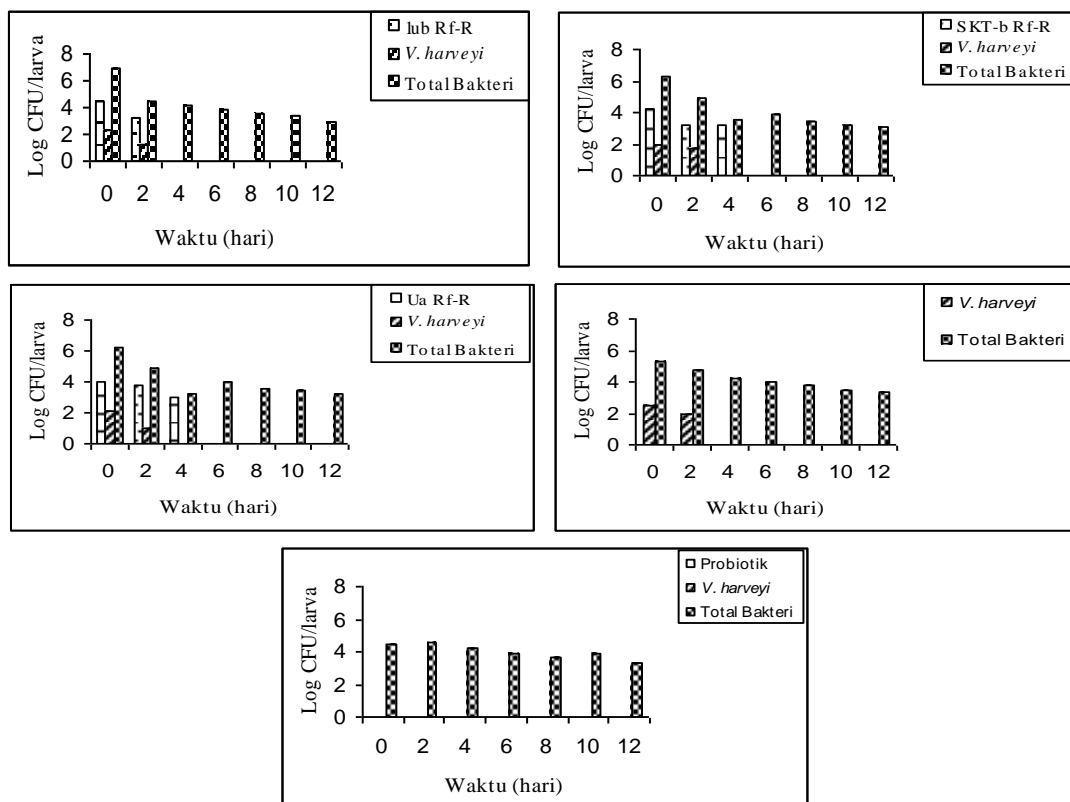 1ub Rf-R
V. harveyi
Total Bakteri
Log CFU/larva
8
6
4
2
0
0 2 4 6 8 10 12
Waktu (hari)
SKT-b Rf-R
V. harveyi
Total Bakteri
Log CFU/larva
8
6
4
2
0
0 2 4 6 8 10 12
Waktu (hari)
Ua Rf-R
V. harveyi
Total Bakteri
Log CFU/larva
8
6
4
2
0
0 2 4 6 8 10 12
Waktu (hari)
V. harveyi
Total Bakteri
Log CFU/larva
8
6
4
2
0
0 2 4 6 8 10 12
Waktu (hari)
Probiotik
V. harveyi
Total Bakteri
Log CFU/larva
8
6
4
2
0
0 2 4 6 8 10 12
Waktu (hari)